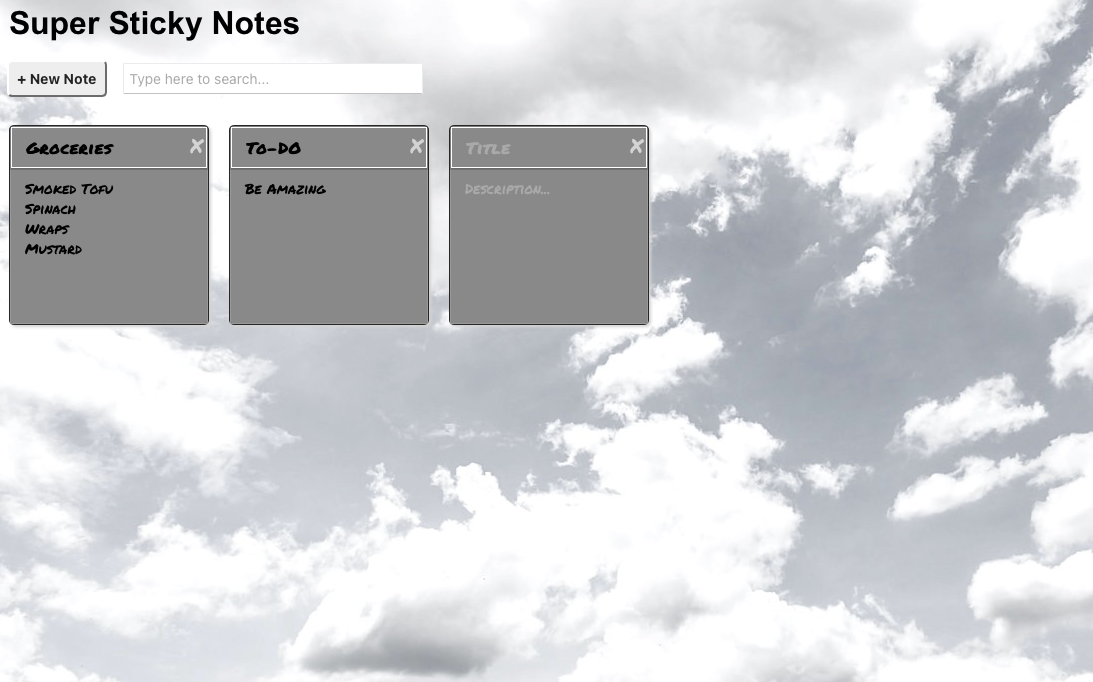 Super Sticky Notes
+ New Note
Type here to search...
Groceries
Smoked Tofu
Spinach
Wraps
Mustard
To-Do
Be Amazing
Title
Description...